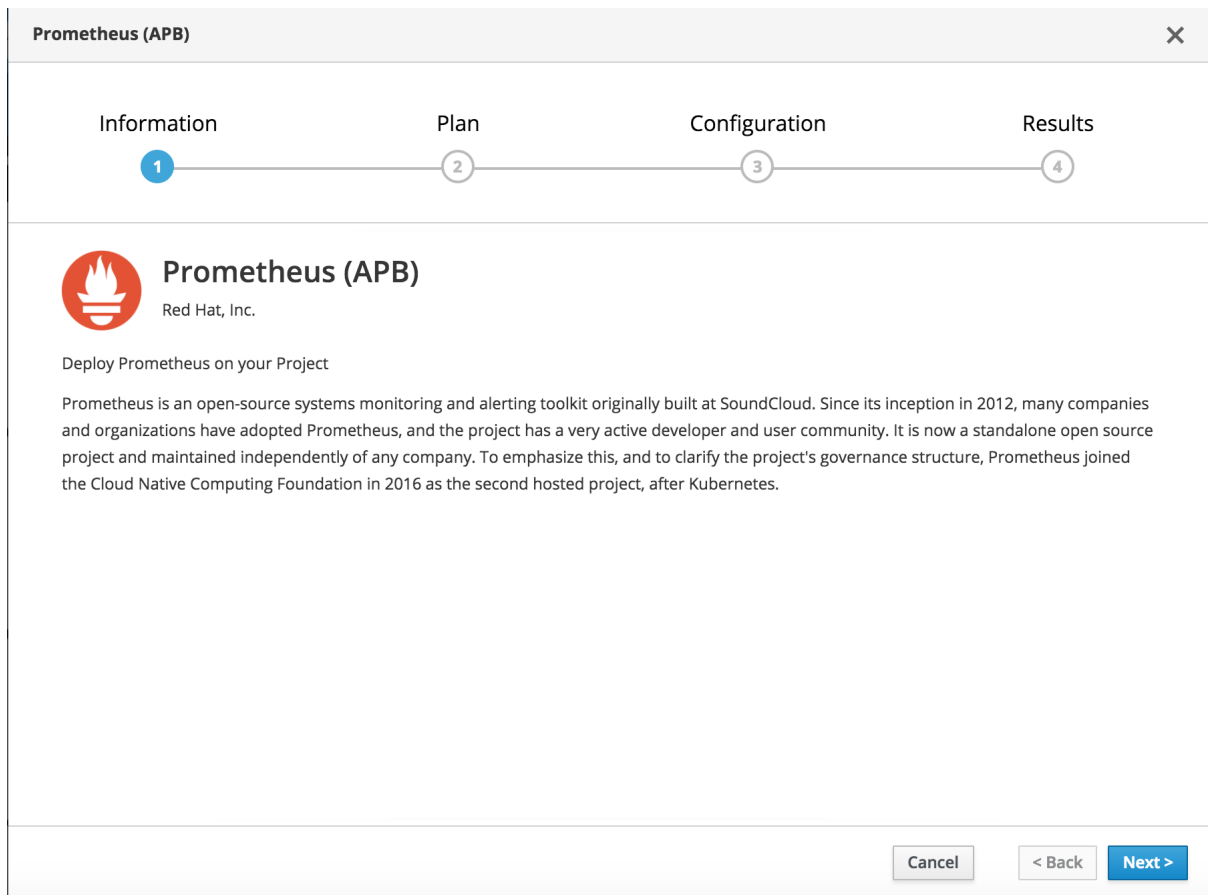 Prometheus (APB)
Information Plan Configuration Results
1 2 3 4
Prometheus (APB)
Red Hat, Inc.
Deploy Prometheus on your Project
Prometheus is an open-source systems monitoring and alerting toolkit originally built at SoundCloud. Since its inception in 2012, many companies
and organizations have adopted Prometheus, and the project has a very active developer and user community. It is now a standalone open source
project and maintained independently of any company. To emphasize this, and to clarify the project's governance structure, Prometheus joined
the Cloud Native Computing Foundation in 2016 as the second hosted project, after Kubernetes.
Cancel < Back Next >